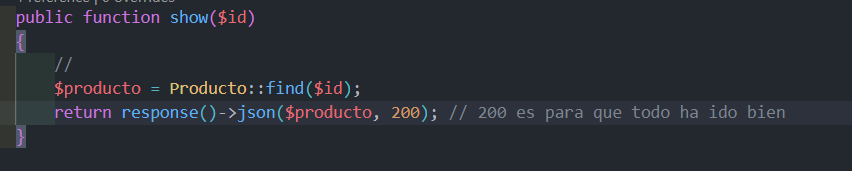 public function show($id)
{
//
$producto = Producto::find($id);
return response()->json($producto, 200); // 200 es para que todo ha ido bien
}